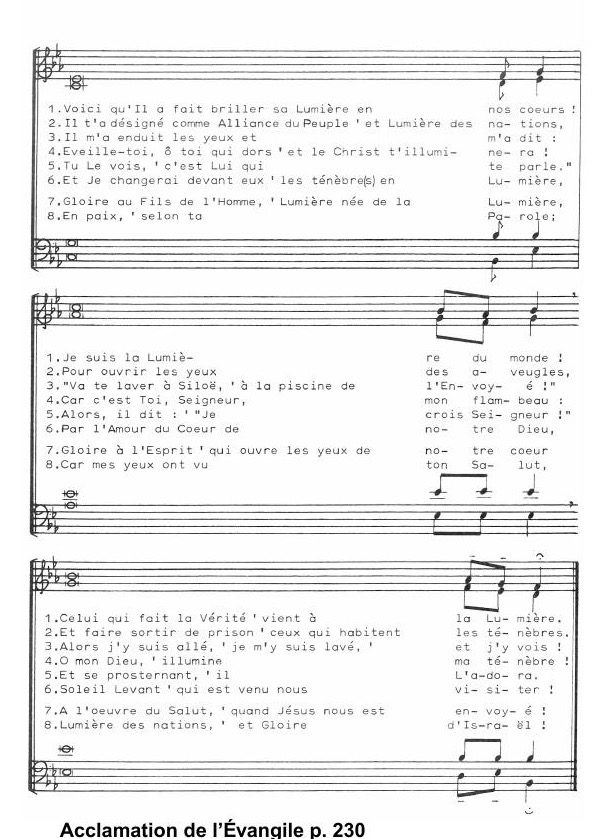 1.Voici qu'Il a fait briller sa Lumière en nos coeurs !
2.Il t'a désigné comme Alliance du Peuple ' et Lumière des na- tions,
3.Il m'a enduit les yeux et m'a dit :
4.Eveille-toi, ô toi qui dors ' et le Christ t'illumi- ne- ra !
5.Tu Le vois, ' c'est Lui qui te parle."
6.Et Je changerai devant eux ' les ténèbre(s) en Lu- mière,
7.Gloire au Fils de l'Homme, ' Lumière née de la Lu- mière,
8.En paix, ' selon ta Pa- role;
1.Je suis la Lumiè- re du monde !
2.Pour ouvrir les yeux des a- veugles,
3."Va te laver à Siloë, ' à la piscine de l'En- voy- é !"
4.Car c'est Toi, Seigneur, mon flam- beau :
5.Alors, il dit : ' "Je crois Sei- gneur !"
6.Par l'Amour du Coeur de no- tre Dieu,
7.Gloire à l'Esprit ' qui ouvre les yeux de no- tre coeur
8.Car mes yeux ont vu ton Sa- lut,
1.Celui qui fait la Vérité ' vient à la Lu- mière.
2.Et faire sortir de prison ' ceux qui habitent les té- nèbres.
3.Alors j'y suis allé, ' je m'y suis lavé, ' et j'y vois !
4.O mon Dieu, ' illumine ma té- nèbre !
5.Et se prosternant, ' il L'a-do- ra.
6.Soleil Levant ' qui est venu nous vi- si- ter !
7.A l'oeuvre du Salut, ' quand Jésus nous est en- voy- é !
8.Lumière des nations, ' et Gloire d'Is-ra- ël !
Acclamation de l'Évangile p. 230